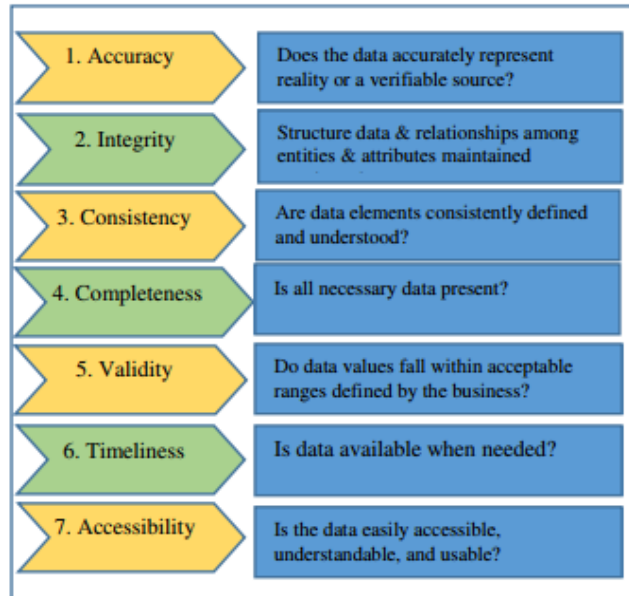 1. Accuracy
Does the data accurately represent
reality or a verifiable source?
2. Integrity
Structure data & relationships among
entities & attributes maintained
3. Consistency
Are data elements consistently defined
and understood?
4. Completeness
Is all necessary data present?
5. Validity
Do data values fall within acceptable
ranges defined by the business?
6. Timeliness
Is data available when needed?
7. Accessibility
Is the data easily accessible,
understandable, and usable?